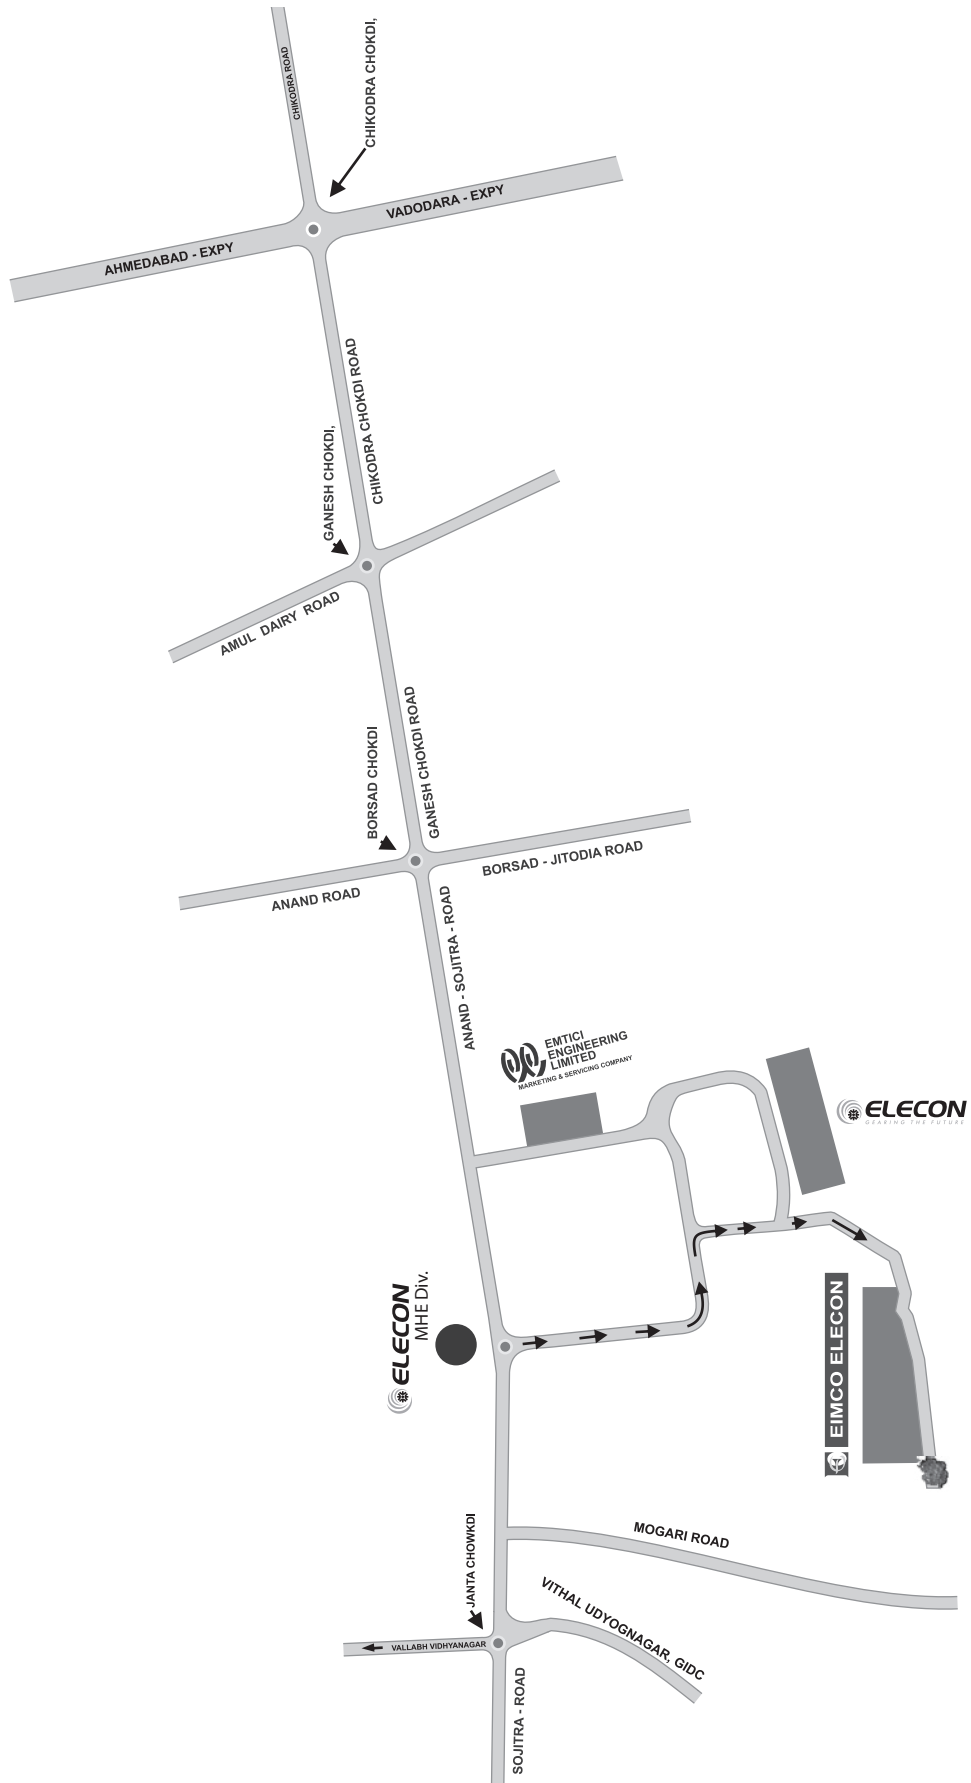 CHIKODRA ROAD
CHIKODRA CHOKDI,
VADODARA - EXPY
AHMEDABAD - EXPY
CHIKODRA CHOKDI ROAD
GANESH CHOKDI,
AMUL DAIRY ROAD
GANESH CHOKDI ROAD
BORSAD CHOKDI
BORSAD - JITODIA ROAD
ANAND ROAD
ANAND - SOJITRA - ROAD
EMTICI
ENGINEERING
LIMITED
MARKETING & SERVICING COMPANY
ELECON
GEARING THE FUTURE
ELECON
MHE Div.
EIMCO ELECON
MOGARI ROAD
JANTA CHOWKDI
VITHAL UDYOGNAGAR, GIDC
VALLABH VIDHYANAGAR
SOJITRA - ROAD